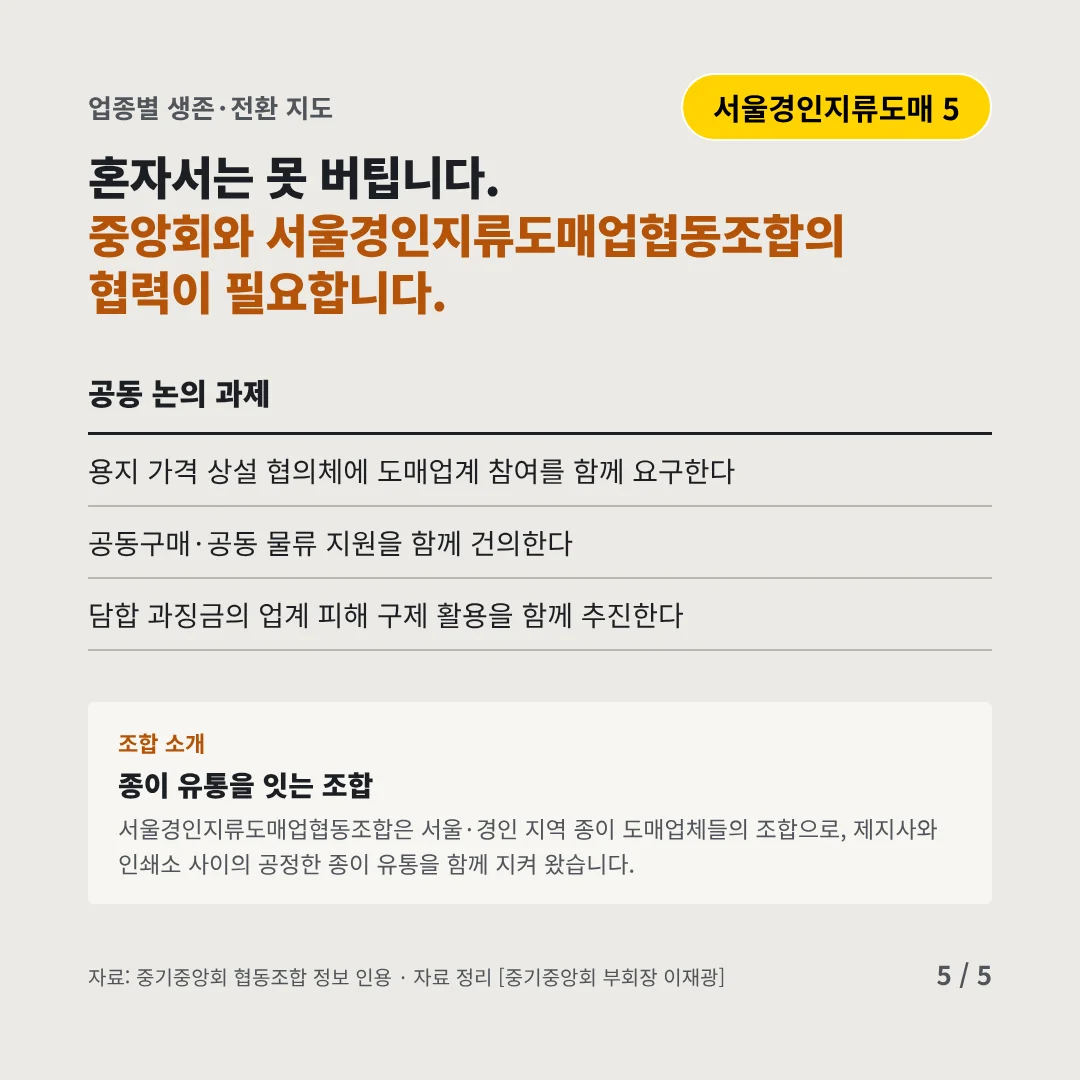 업종별 생존·전환 지도
서울경인지류도매 5
혼자서는 못 버팁니다.
중앙회와 서울경인지류도매업협동조합의
협력이 필요합니다.
공동 논의 과제
용지 가격 상설 협의체에 도매업계 참여를 함께 요구한다
공동구매·공동 물류 지원을 함께 건의한다
담합 과징금의 업계 피해 구제 활용을 함께 추진한다
조합 소개
종이 유통을 잇는 조합
서울경인지류도매업협동조합은 서울·경인 지역 종이 도매업체들의 조합으로, 제지사와
인쇄소 사이의 공정한 종이 유통을 함께 지켜 왔습니다.
자료: 중기중앙회 협동조합 정보 인용 · 자료 정리 [중기중앙회 부회장 이재광]
5 / 5